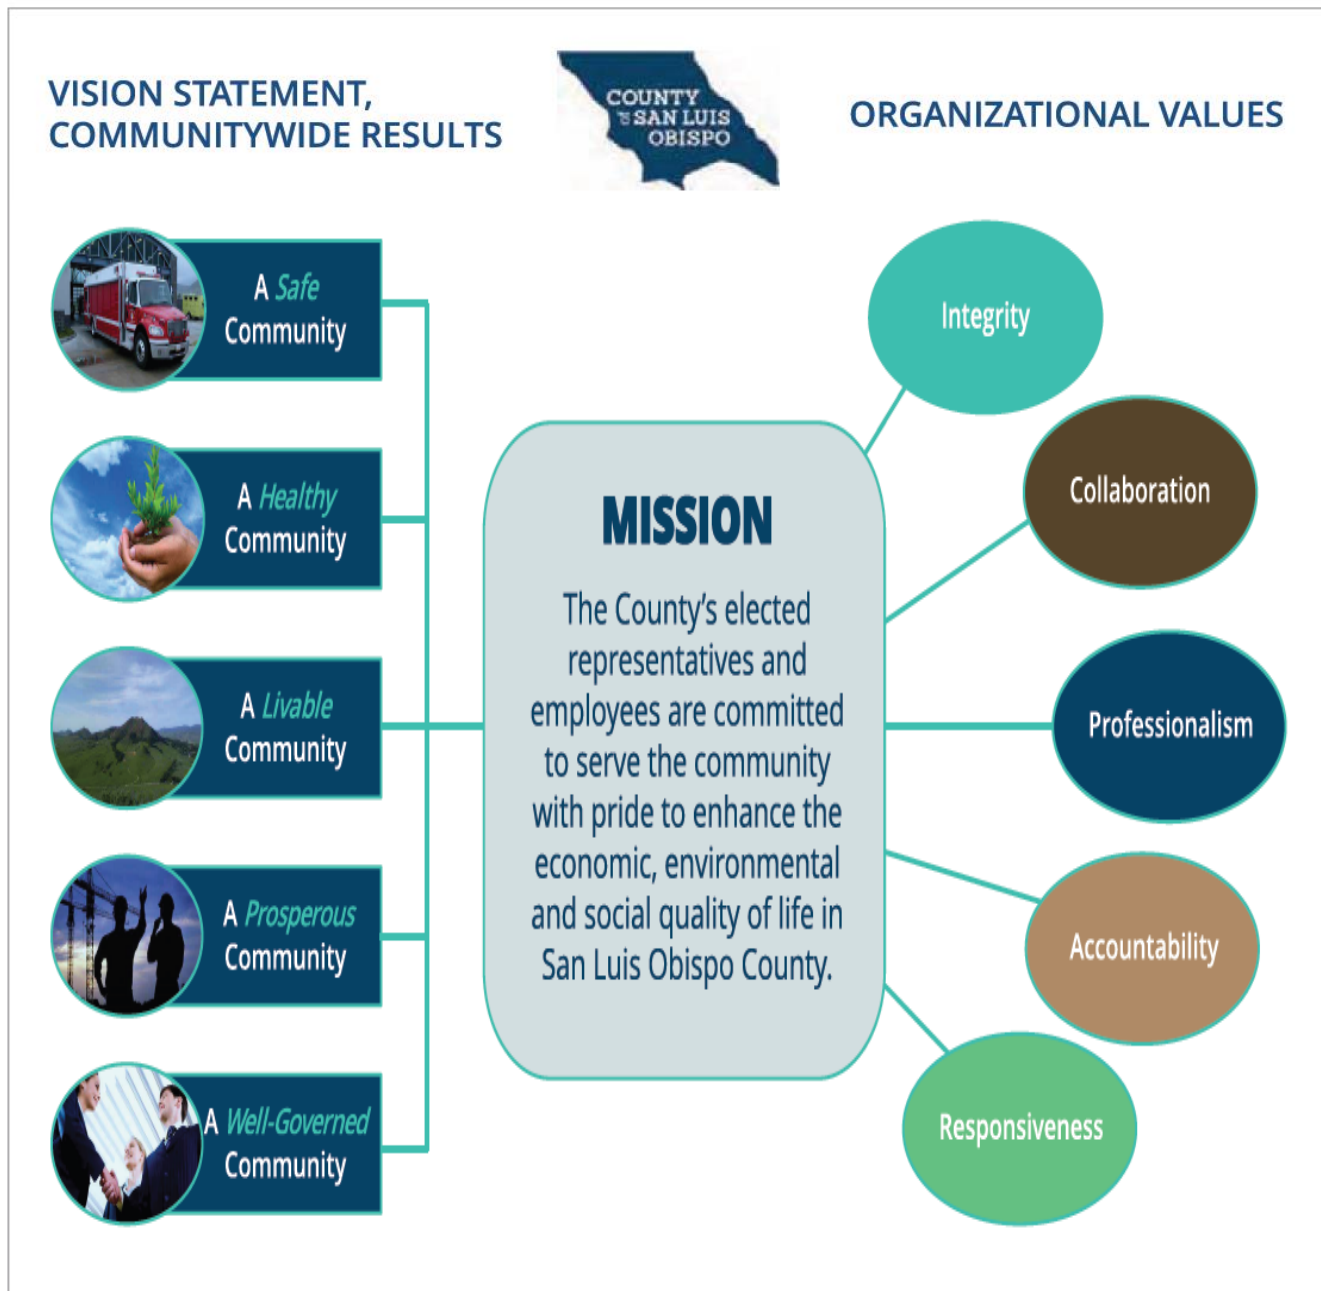 VISION STATEMENT,
COMMUNITYWIDE RESULTS
COUNTY
OF SAN LUIS
OBISPO
ORGANIZATIONAL VALUES
A Safe
Community
A Healthy
Community
A Livable
Community
A Prosperous
Community
A Well-Governed
Community
MISSION
The County’s elected
representatives and
employees are committed
to serve the community
with pride to enhance the
economic, environmental
and social quality of life in
San Luis Obispo County.
Integrity
Collaboration
Professionalism
Accountability
Responsiveness